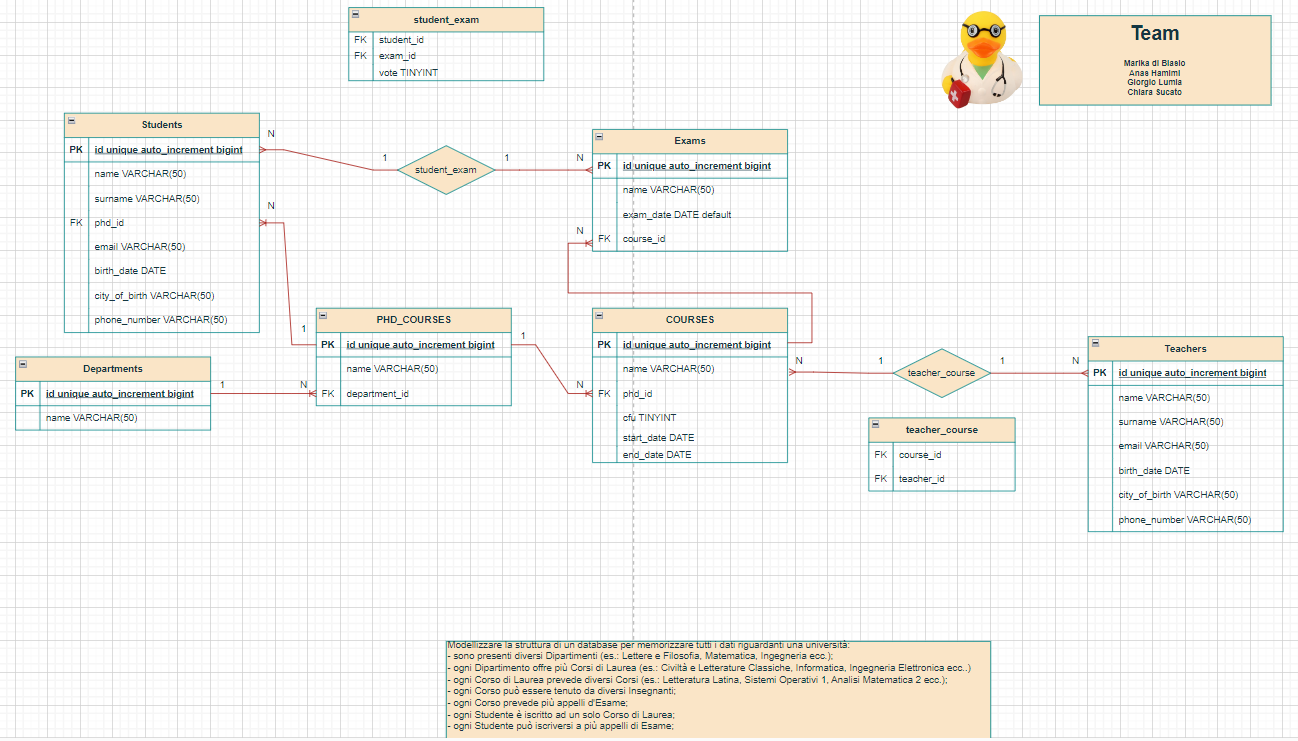 student_exam
FK student_id
FK exam_id
vote TINYINT
Team
Marika di Blasio
Anas Hamimi
Giorgio Lumia
Chiara Sucato
Students
PK id unique auto_increment bigint
name VARCHAR(50)
surname VARCHAR(50)
FK phd_id
email VARCHAR(50)
birth_date DATE
city_of_birth VARCHAR(50)
phone_number VARCHAR(50)
N
1
student_exam
1
N
Exams
PK id unique auto_increment bigint
name VARCHAR(50)
exam_date DATE default
FK course_id
N
N
1
PHD_COURSES
PK id unique auto_increment bigint
name VARCHAR(50)
FK department_id
1
N
COURSES
PK id unique auto_increment bigint
name VARCHAR(50)
FK phd_id
cfu TINYINT
start_date DATE
end_date DATE
Departments
PK id unique auto_increment bigint
name VARCHAR(50)
1
N
N
1
teacher_course
1
N
teacher_course
FK course_id
FK teacher_id
Teachers
PK id unique auto_increment bigint
name VARCHAR(50)
surname VARCHAR(50)
email VARCHAR(50)
birth_date DATE
city_of_birth VARCHAR(50)
phone_number VARCHAR(50)
Modellizzare la struttura di un database per memorizzare tutti i dati riguardanti una università:
- sono presenti diversi Dipartimenti (es.: Lettere e Filosofia, Matematica, Ingegneria ecc.);
- ogni Dipartimento offre più Corsi di Laurea (es.: Civiltà e Letterature Classiche, Informatica, Ingegneria Elettronica ecc..)
- ogni Corso di Laurea prevede diversi Corsi (es.: Letteratura Latina, Sistemi Operativi 1, Analisi Matematica 2 ecc.);
- ogni Corso può essere tenuto da diversi Insegnanti;
- ogni Corso prevede più appelli d'Esame;
- ogni Studente è iscritto ad un solo Corso di Laurea;
- ogni Studente può iscriversi a più appelli di Esame;